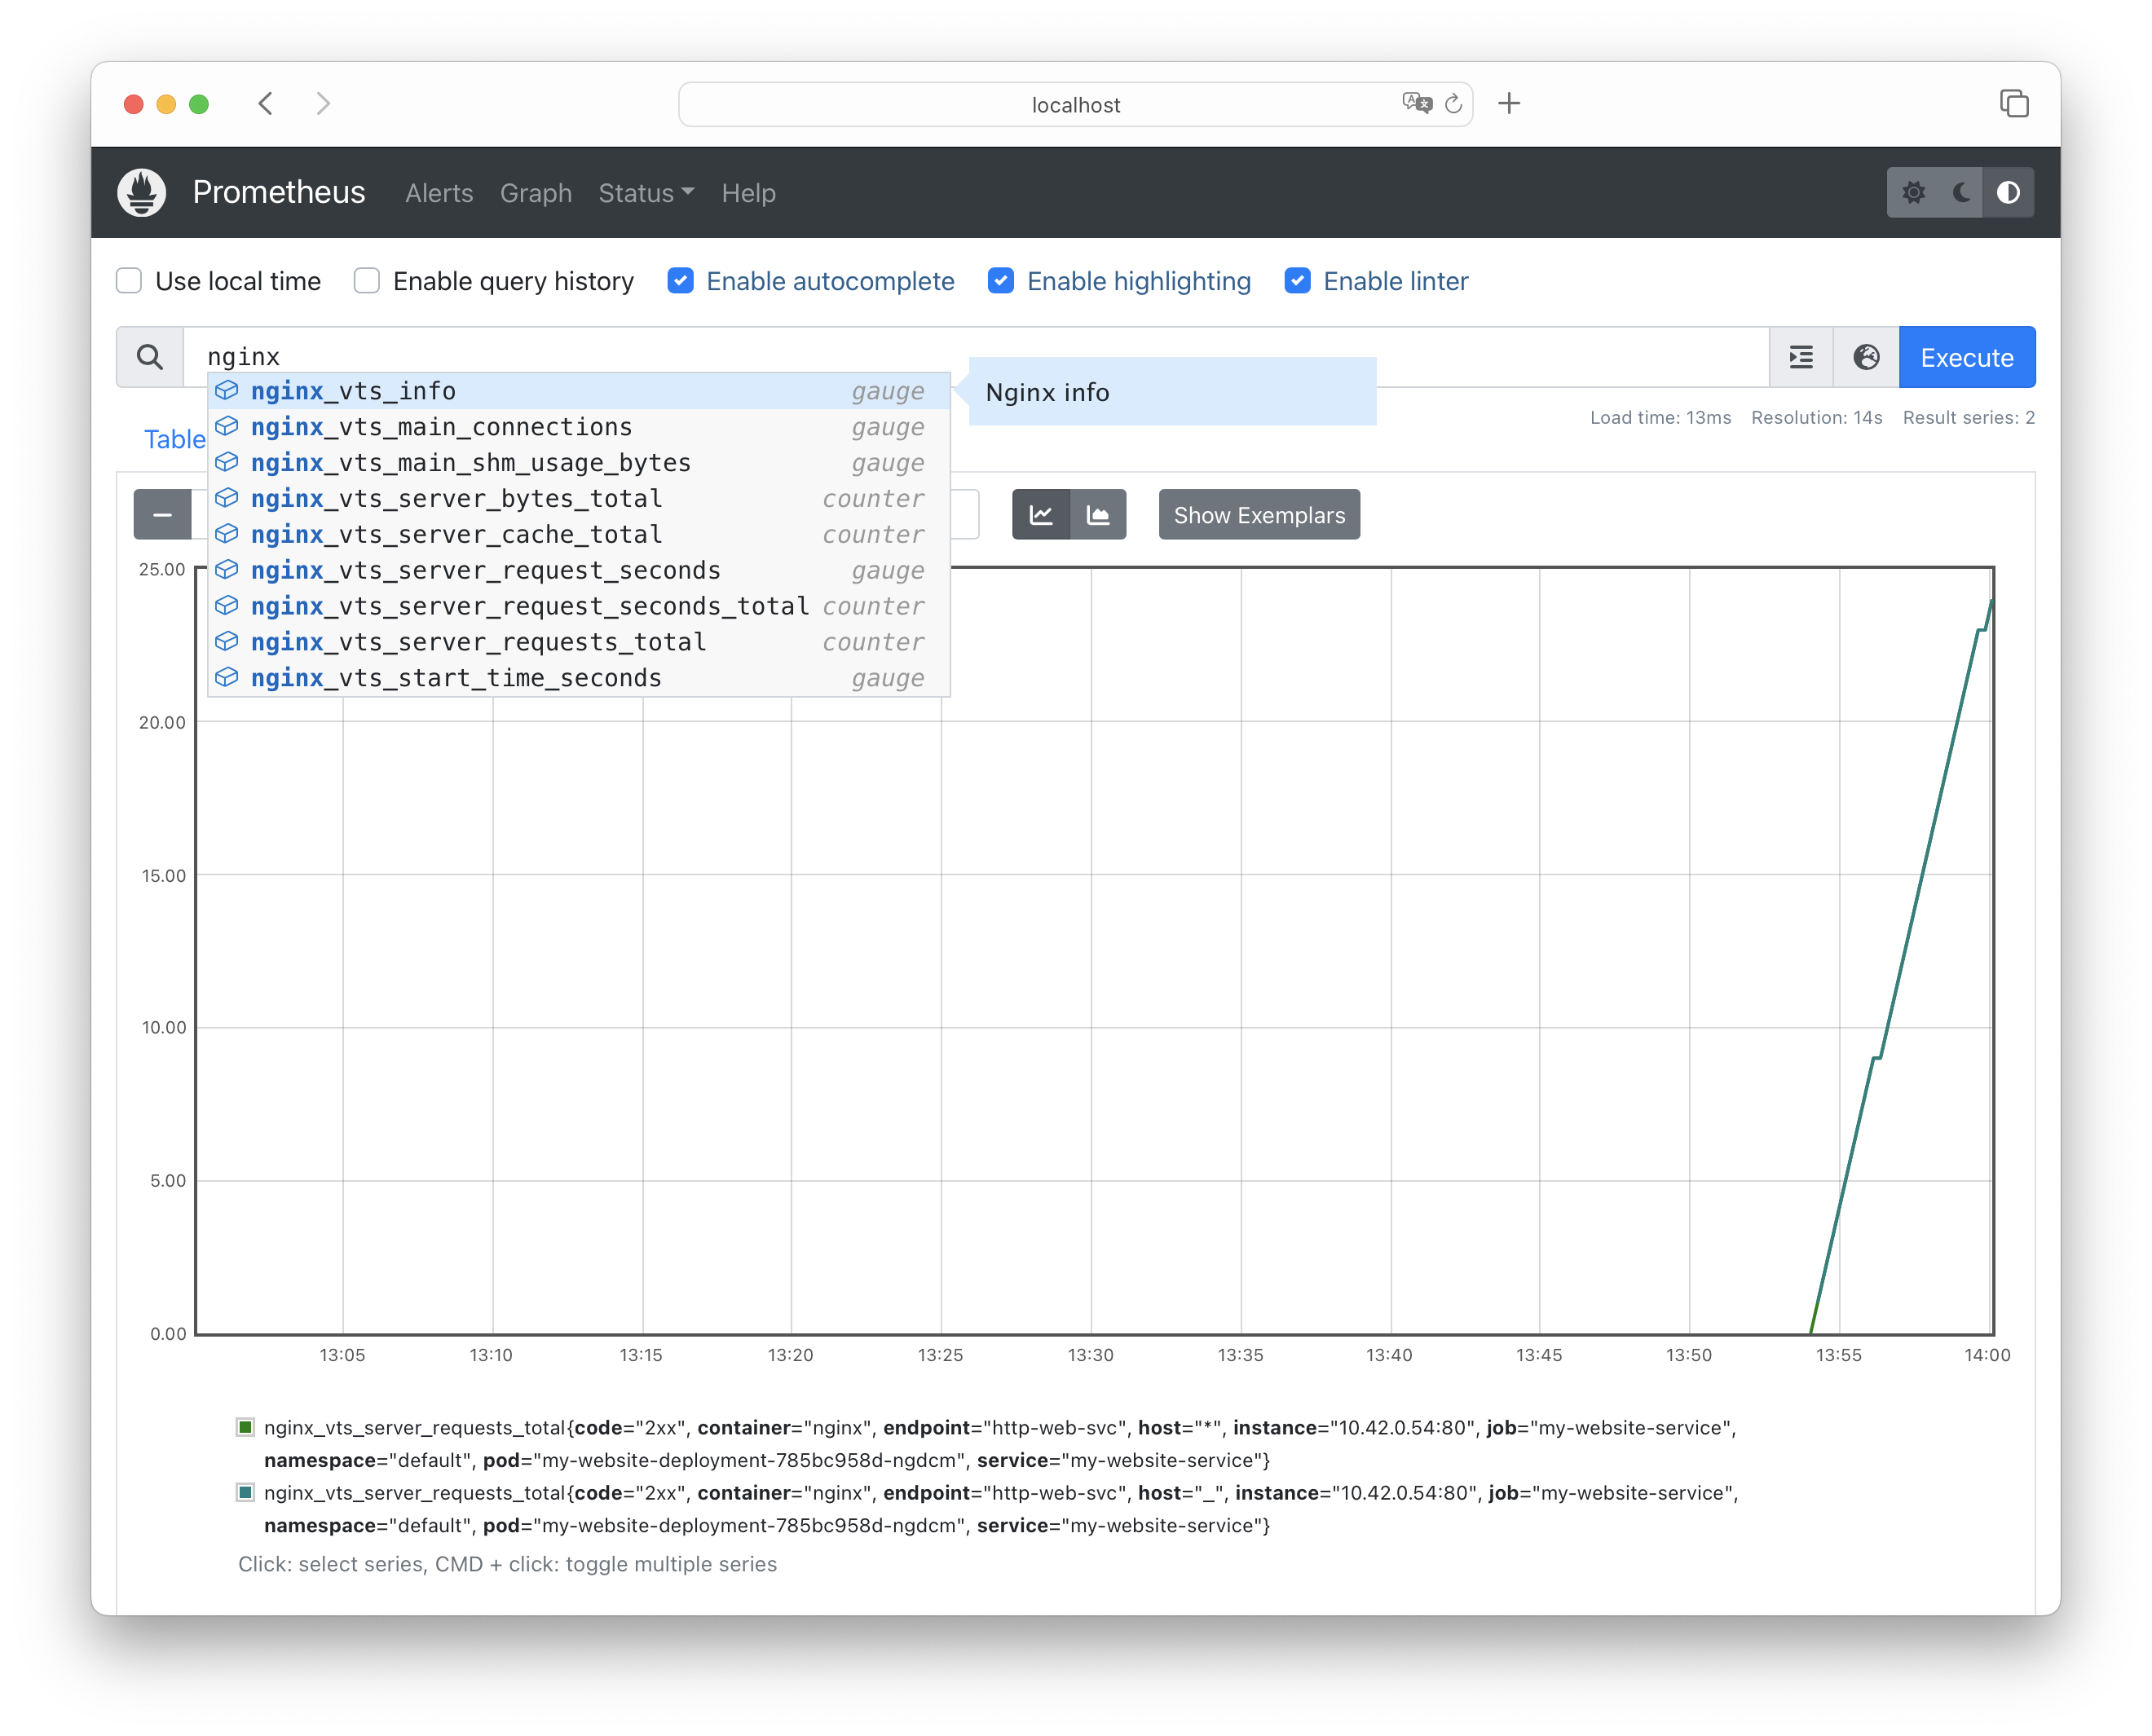 localhost
Prometheus Alerts Graph Status Help
Use local time Enable query history Enable autocomplete Enable highlighting Enable linter
nginx
Execute
nginx_vts_info gauge
Nginx info
nginx_vts_main_connections gauge
Load time: 13ms Resolution: 14s Result series: 2
Table
nginx_vts_main_shm_usage_bytes gauge
nginx_vts_server_bytes_total counter
Show Exemplars
nginx_vts_server_cache_total counter
nginx_vts_server_request_seconds gauge
nginx_vts_server_request_seconds_total counter
nginx_vts_server_requests_total counter
nginx_vts_start_time_seconds gauge
25.00
20.00
15.00
10.00
5.00
0.00
13:05 13:10 13:15 13:20 13:25 13:30 13:35 13:40 13:45 13:50 13:55 14:00
nginx_vts_server_requests_total{code="2xx", container="nginx", endpoint="http-web-svc", host="*", instance="10.42.0.54:80", job="my-website-service",
namespace="default", pod="my-website-deployment-785bc958d-ngdcm", service="my-website-service"}
nginx_vts_server_requests_total{code="2xx", container="nginx", endpoint="http-web-svc", host="_", instance="10.42.0.54:80", job="my-website-service",
namespace="default", pod="my-website-deployment-785bc958d-ngdcm", service="my-website-service"}
Click: select series, CMD + click: toggle multiple series